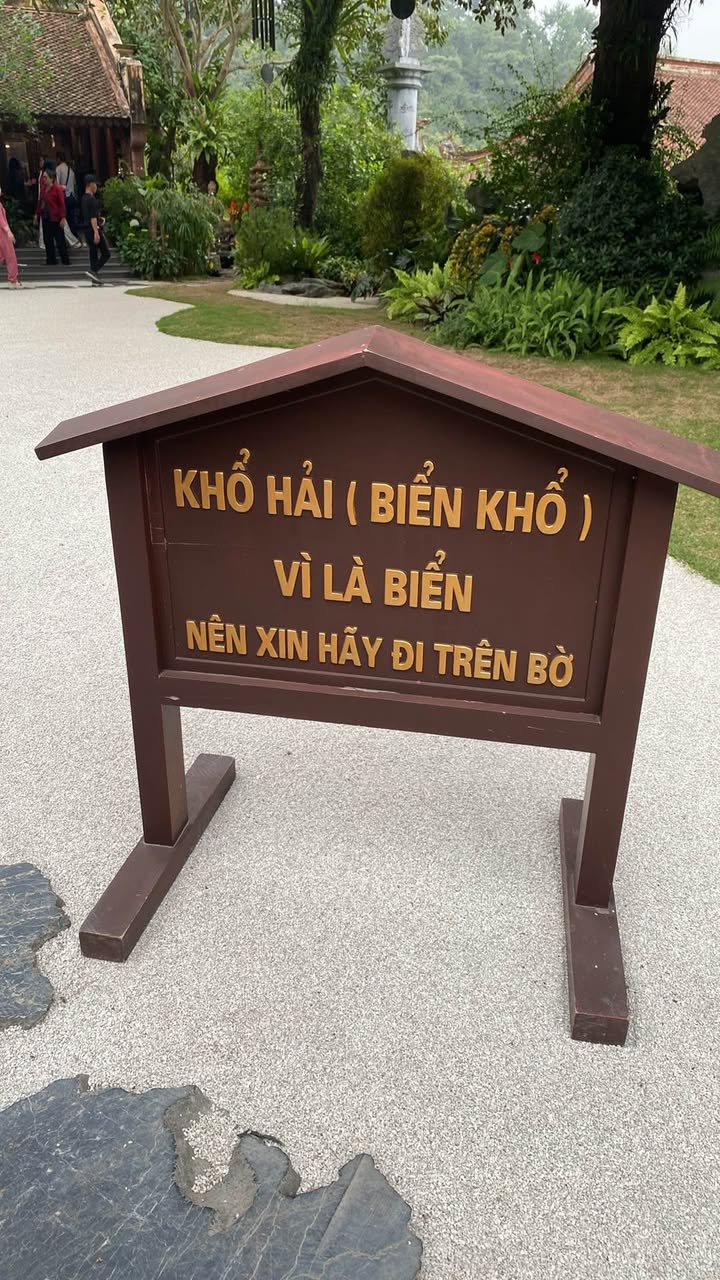 KHỔ HẢI ( BIỂN KHỔ )
VÌ LÀ BIỂN
NÊN XIN HÃY ĐI TRÊN BỜ